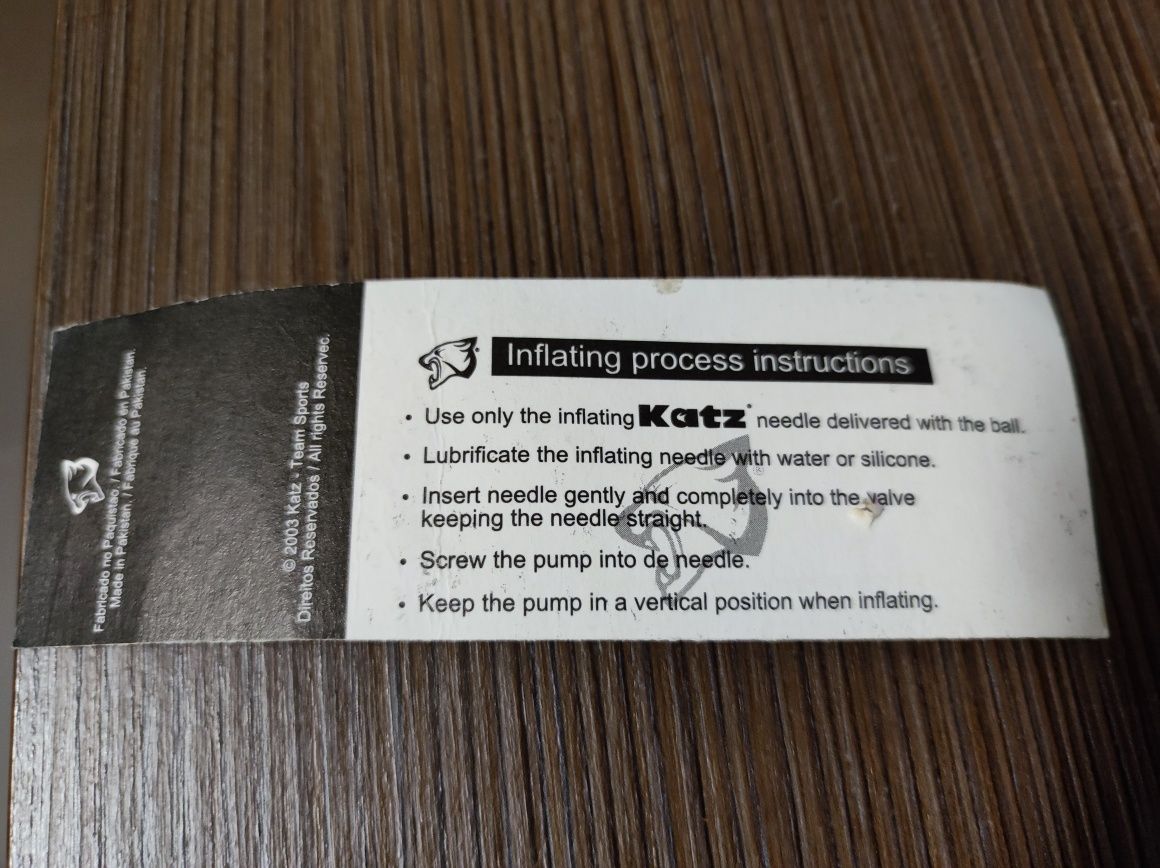 Inflating process instructions
• Use only the inflating Katz® needle delivered with the ball.
• Lubrificate the inflating needle with water or silicone.
• Insert needle gently and completely into the valve
keeping the needle straight.
• Screw the pump into de needle.
• Keep the pump in a vertical position when inflating.
Fabricado no Paquistão / Fabricado en Pakistan.
Made in Pakistan / Fabrique au Pakistan.
© 2003 Katz - Team Sports
Direitos Reservados / All rights Reservec.